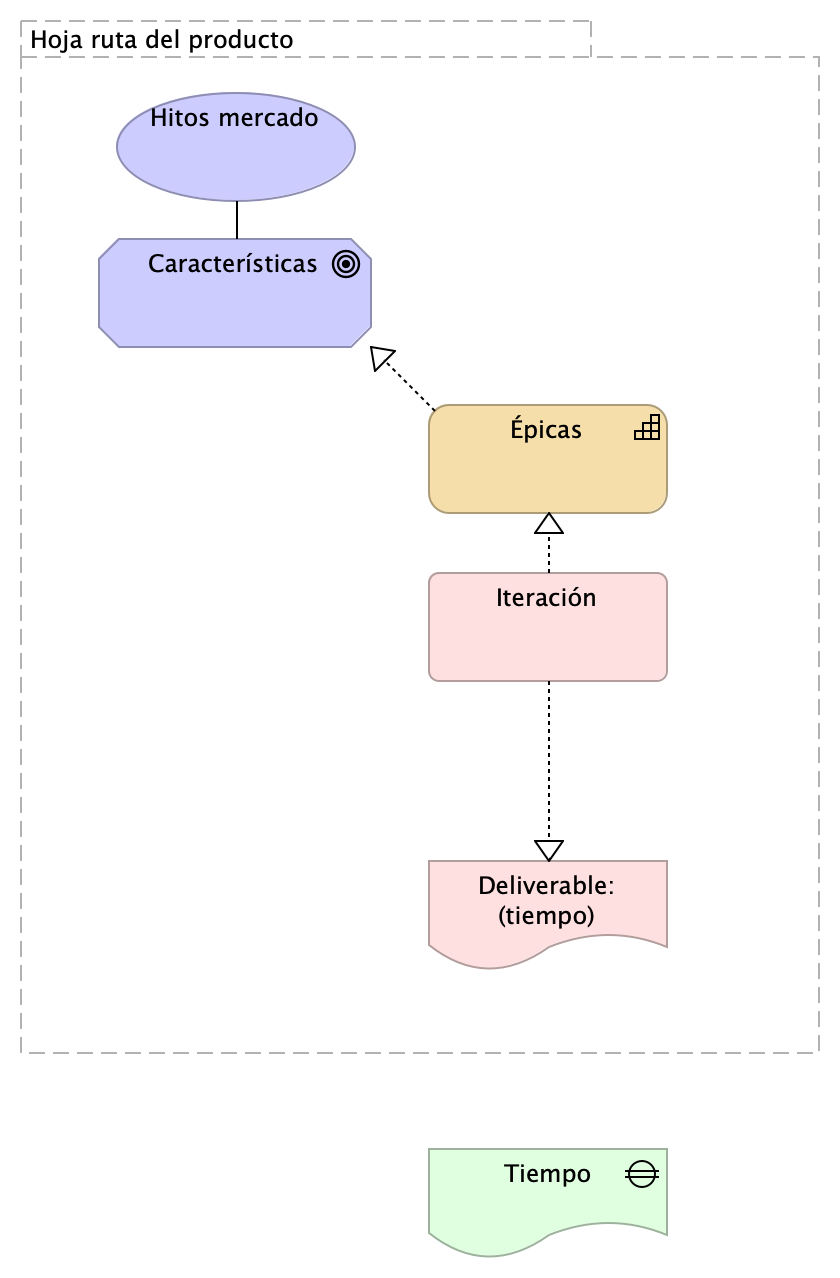 Hoja ruta del producto
Hitos mercado
Características
Épicas
Iteración
Deliverable:
(tiempo)
Tiempo